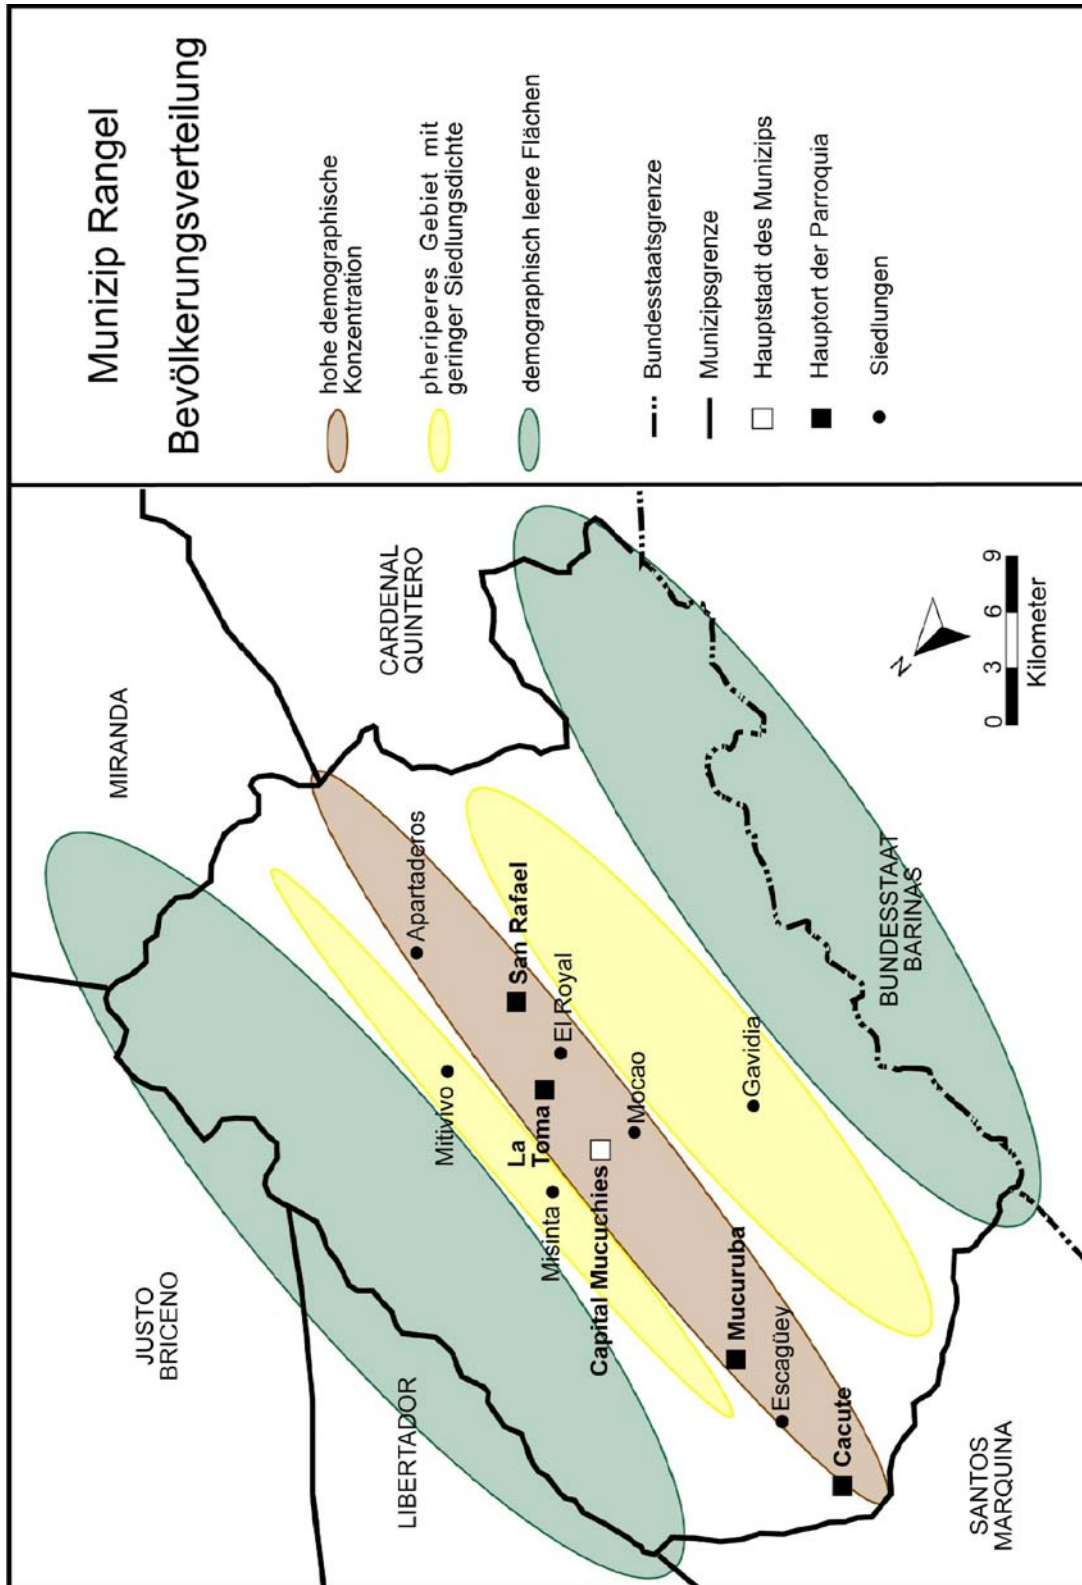 Munizip Rangel
Bevölkerungsverteilung
hohe demographische
Konzentration
pheriperes Gebiet mit
geringer Siedlungsdichte
demographisch leere Flächen
Bundesstaatsgrenze
Munizipsgrenze
Hauptstadt des Munizips
Hauptort der Parroquia
Siedlungen
MIRANDA
CARDENAL
QUINTERO
JUSTO
BRICENO
LIBERTADOR
SANTOS
MARQUINA
BUNDESSTAAT
BARINAS
Apartaderos
San Rafael
El Royal
Mitivivo
La
Toma
Mocao
Misinta
Capital Mucuchies
Gavidia
Mucuruba
Escagüey
Cacute
N
0 3 6 9
Kilometer